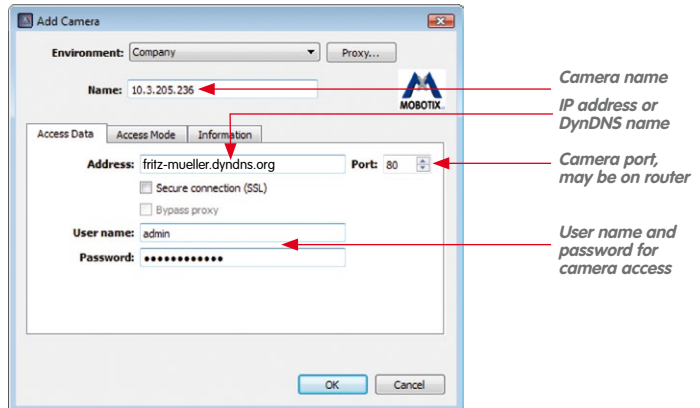 Add Camera
Environment: Company Proxy...
Name: 10.3.205.236
MOBOTIX
Access Data Access Mode Information
Address: fritz-mueller.dyndns.org Port: 80
Secure connection (SSL)
Bypass proxy
User name: admin
Password: ●●●●●●●●●●●●
OK Cancel
Camera name
IP address or
DynDNS name
Camera port,
may be on router
User name and
password for
camera access